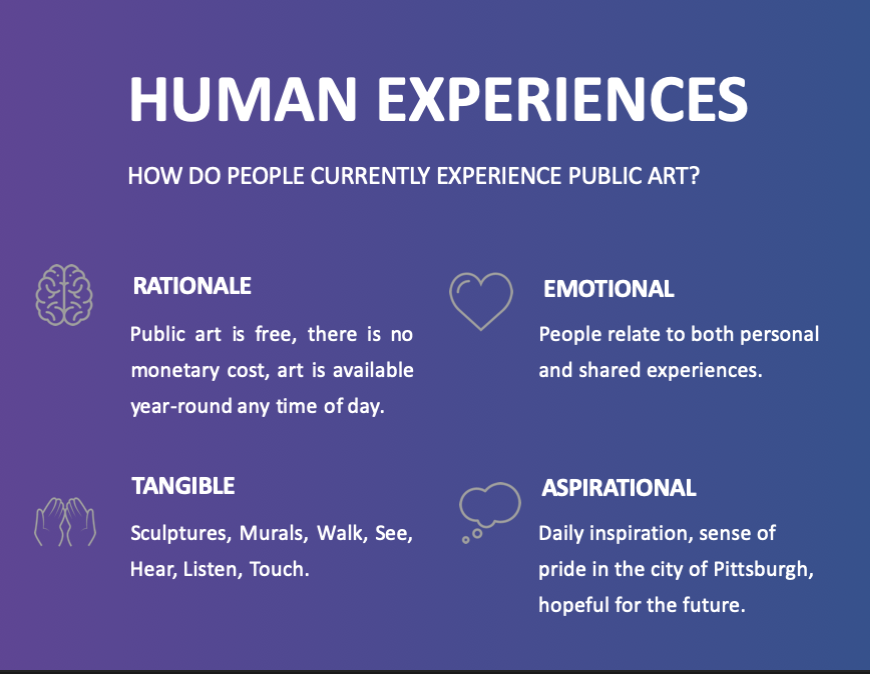 HUMAN EXPERIENCES
HOW DO PEOPLE CURRENTLY EXPERIENCE PUBLIC ART?
RATIONALE
Public art is free, there is no
monetary cost, art is available
year-round any time of day.
EMOTIONAL
People relate to both personal
and shared experiences.
TANGIBLE
Sculptures, Murals, Walk, See,
Hear, Listen, Touch.
ASPIRATIONAL
Daily inspiration, sense of
pride in the city of Pittsburgh,
hopeful for the future.